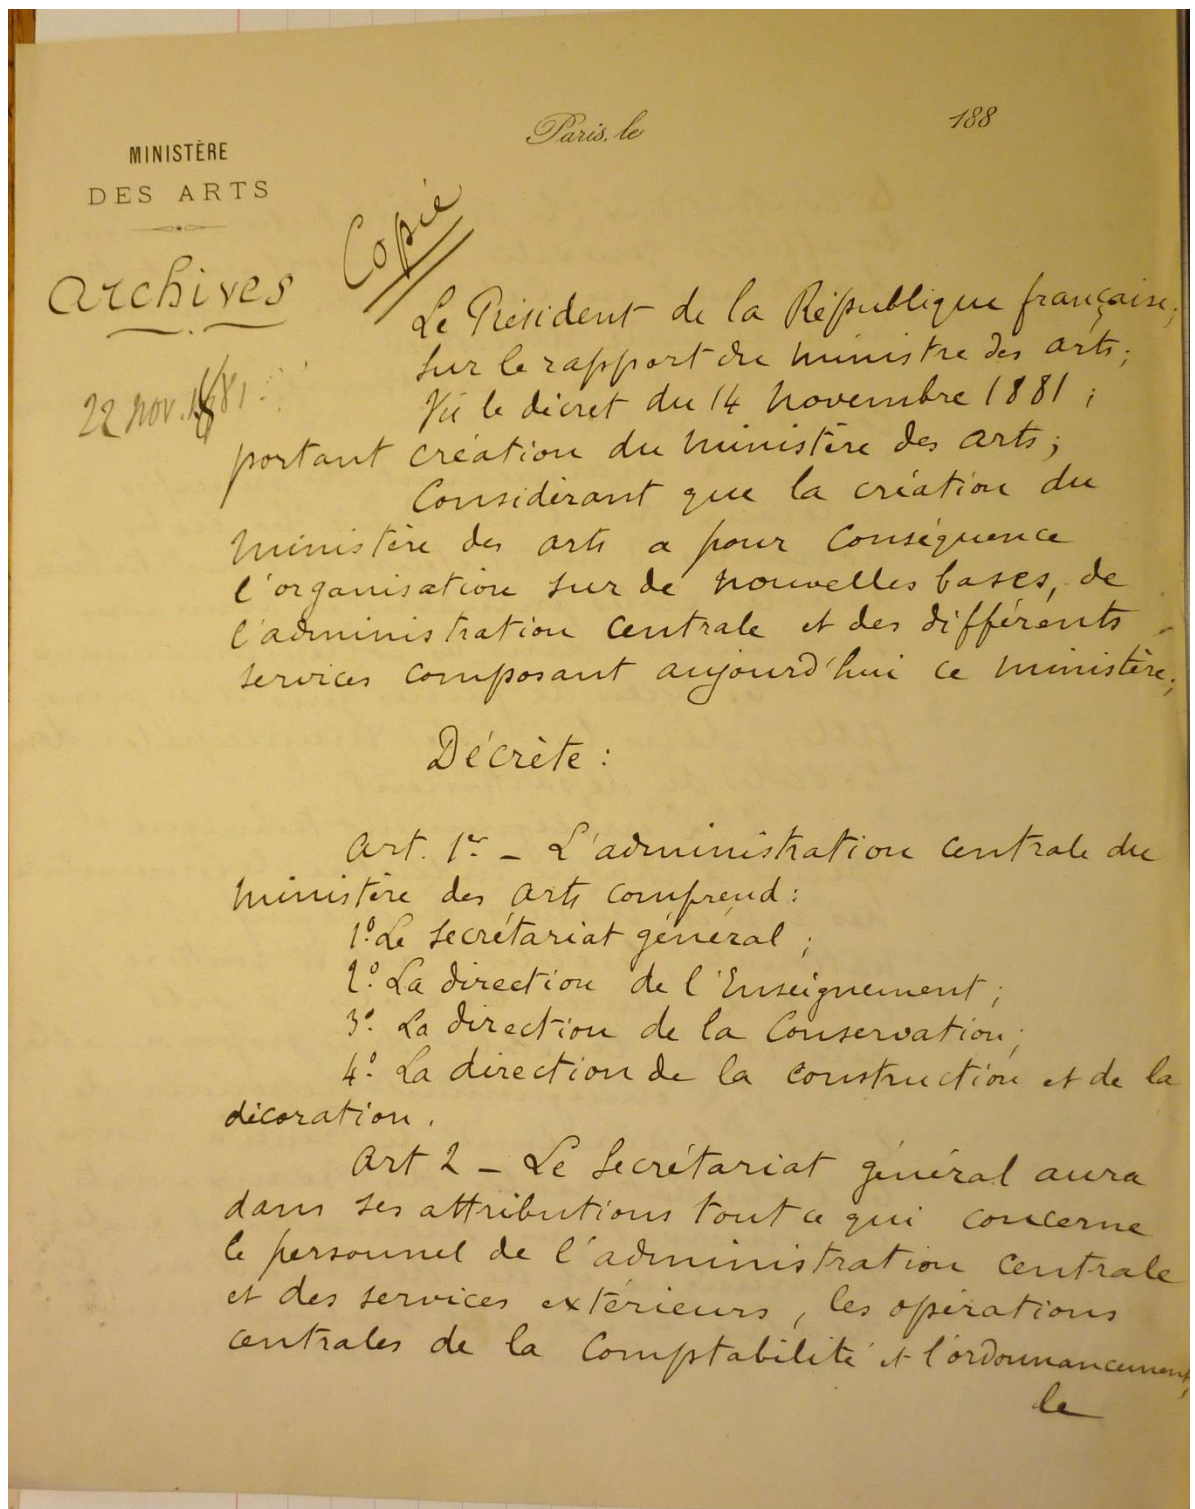 Paris, le 188
MINISTÈRE
DES ARTS
Archives
Copie
22 nov. 1881.
Le Président de la République française,
Sur le rapport du ministre des arts;
Vu le décret du 14 novembre 1881;
portant création du ministère des arts;
Considérant que la création du
ministère des arts a pour conséquence
l'organisation sur de nouvelles bases, de
l'administration centrale et des différents
services composant aujourd'hui ce ministère;
Décrète:
Art. 1er - L'administration centrale du
ministère des arts comprend:
1º. Le Secrétariat général;
2º. La direction de l'Enseignement;
3º. La direction de la Conservation;
4º. La direction de la construction et de la
décoration.
Art 2 - Le Secrétariat général aura
dans ses attributions tout ce qui concerne
le personnel de l'administration centrale
et des services extérieurs, les opérations
centrales de la Comptabilité et l'ordonnancement,
le